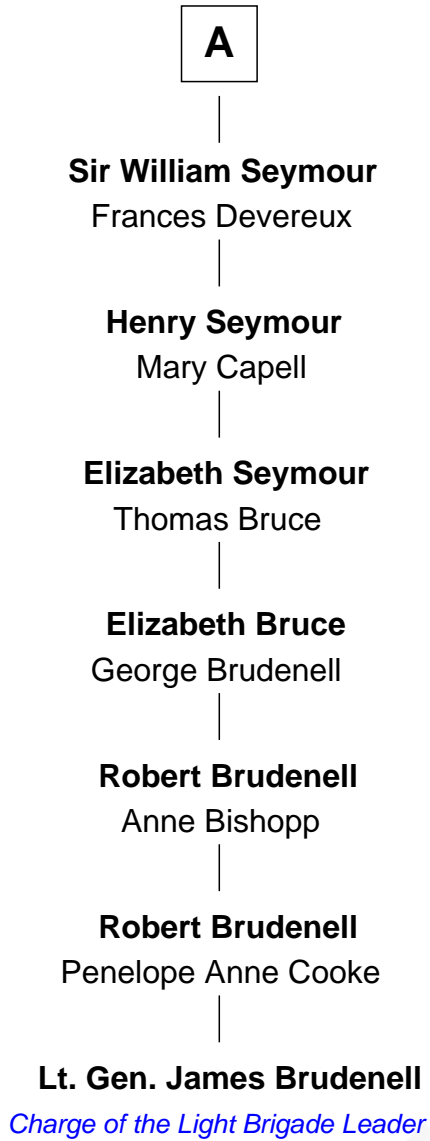 A
Sir William Seymour
Frances Devereux
Henry Seymour
Mary Capell
Elizabeth Seymour
Thomas Bruce
Elizabeth Bruce
George Brudenell
Robert Brudenell
Anne Bishopp
Robert Brudenell
Penelope Anne Cooke
Lt. Gen. James Brudenell
Charge of the Light Brigade Leader